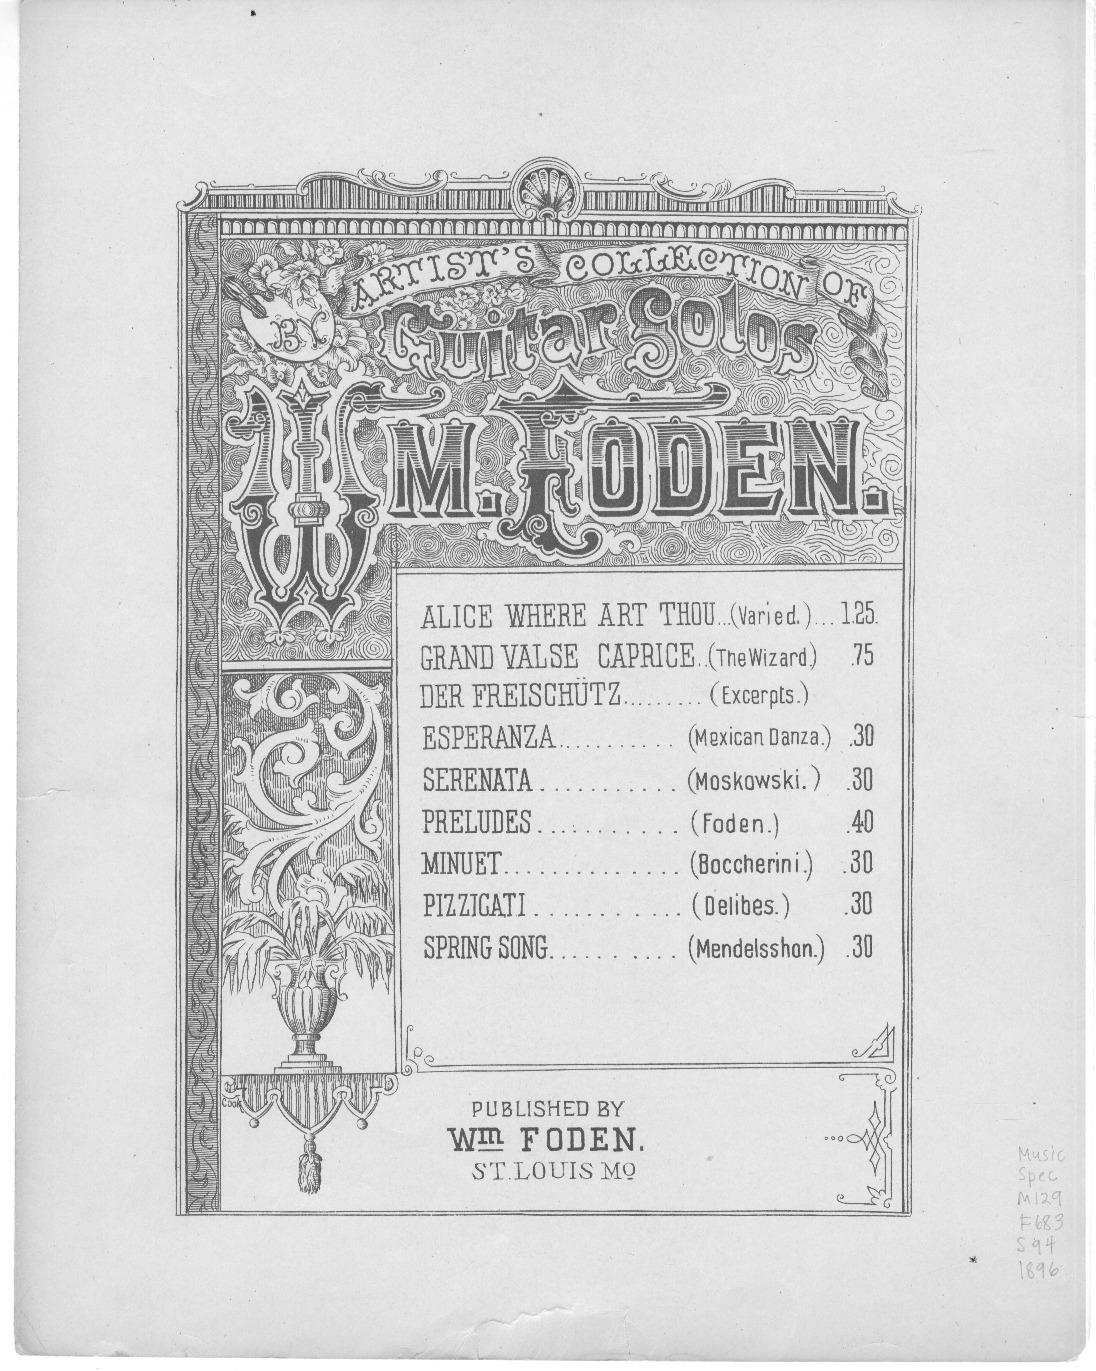 ARTIST'S COLLECTION OF
BY
Guitar Solos
WM. FODEN.
ALICE WHERE ART THOU...(Varied.)... 1.25.
GRAND VALSE CAPRICE..(The Wizard.) .75
DER FREISCHÜTZ......... (Excerpts.)
ESPERANZA........... (Mexican Danza.) .30
SERENATA............ (Moskowski.) .30
PRELUDES............ (Foden.) .40
MINUET............... (Boccherini.) .30
PIZZICATI............ (Delibes.) .30
SPRING SONG........... (Mendelsshon.) .30
Cook
PUBLISHED BY
Wm FODEN.
ST. LOUIS Mo
Music
Spec
M129
F683
S94
1896